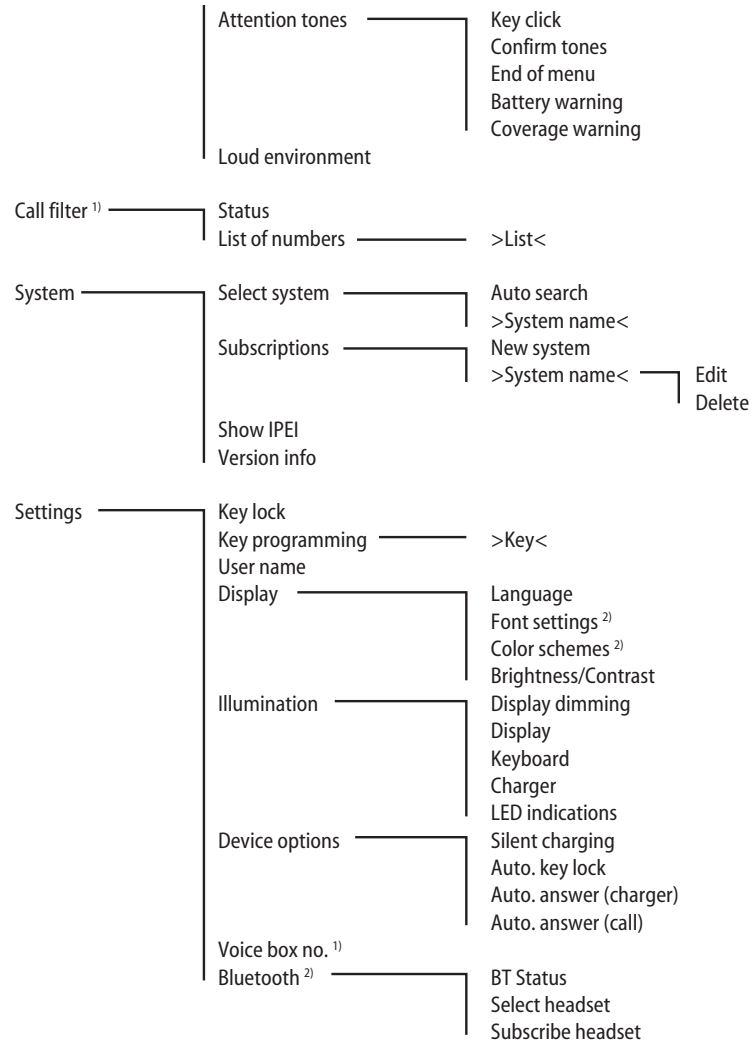 Attention tones Key click
Confirm tones
End of menu
Battery warning
Coverage warning
Loud environment
Call filter 1) Status
List of numbers >List<
System Select system Auto search
>System name<
Subscriptions New system
>System name< Edit
Delete
Show IPEI
Version info
Settings Key lock
Key programming >Key<
User name
Display Language
Font settings 2)
Color schemes 2)
Brightness/Contrast
Illumination Display dimming
Display
Keyboard
Charger
LED indications
Device options Silent charging
Auto. key lock
Auto. answer (charger)
Auto. answer (call)
Voice box no. 1)
Bluetooth 2) BT Status
Select headset
Subscribe headset